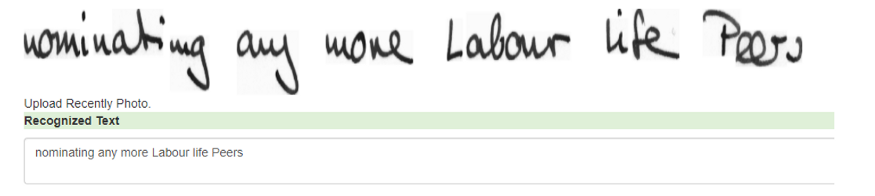 nominating any more Labour life Peers
Upload Recently Photo.
Recognized Text
nominating any more Labour life Peers